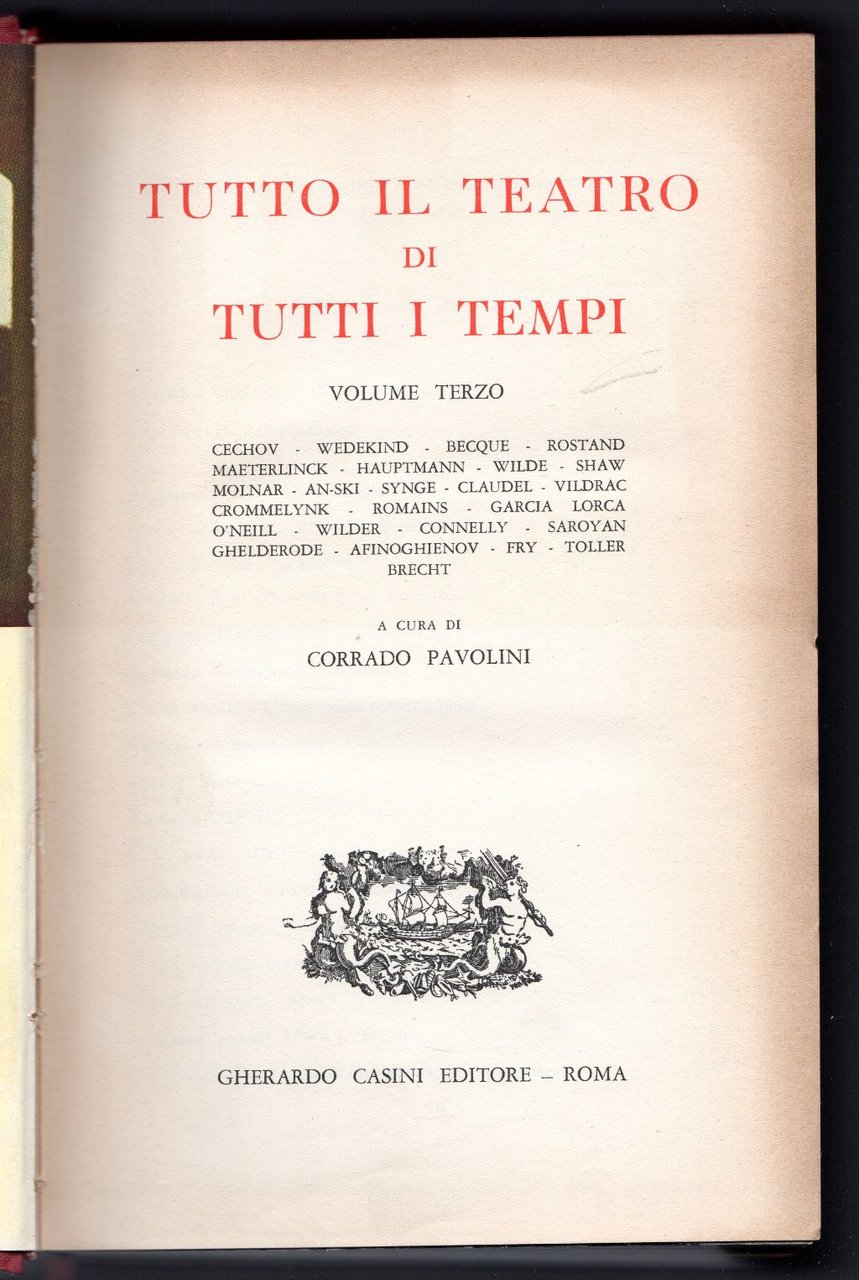 TUTTO IL TEATRO
DI
TUTTI I TEMPI
VOLUME TERZO
CECHOV - WEDEKIND - BECQUE - ROSTAND
MAETERLINCK - HAUPTMANN - WILDE - SHAW
MOLNAR - AN-SKI - SYNGE - CLAUDEL - VILDRAC
CROMMELYNK - ROMAINS - GARCIA LORCA
O'NEILL - WILDER - CONNELLY - SAROYAN
GHELDERODE - AFINOGHIENOV - FRY - TOLLER
BRECHT
A CURA DI
CORRADO PAVOLINI
GHERARDO CASINI EDITORE – ROMA